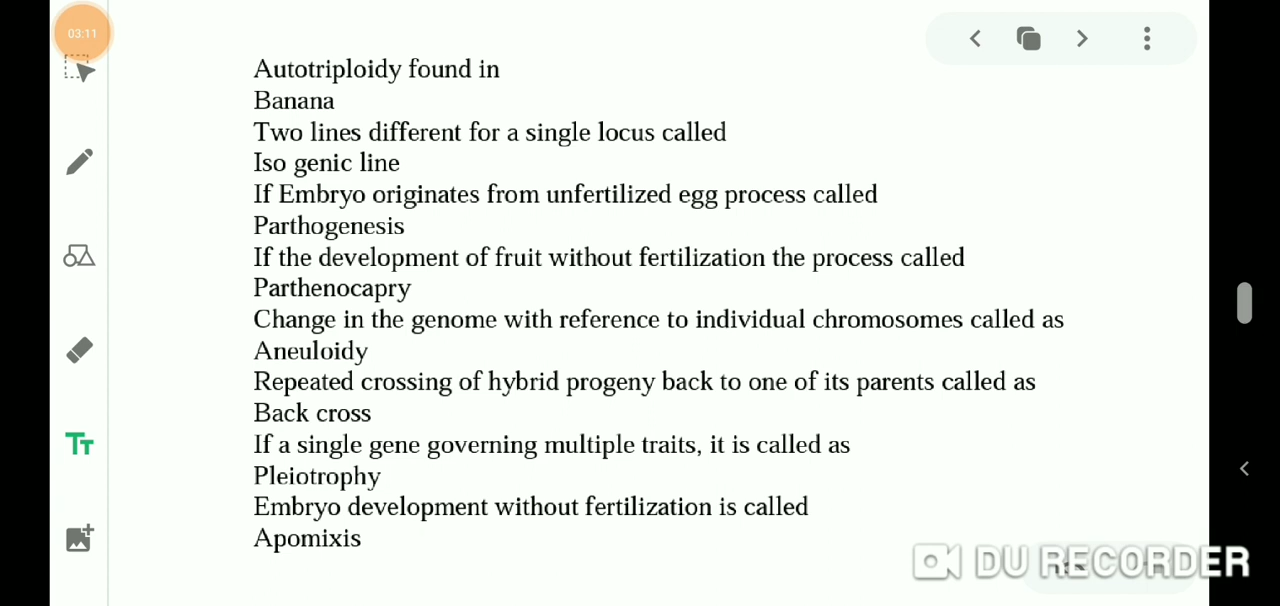 03:11
Autotriploidy found in
Banana
Two lines different for a single locus called
Iso genic line
If Embryo originates from unfertilized egg process called
Parthogenesis
If the development of fruit without fertilization the process called
Parthenocapry
Change in the genome with reference to individual chromosomes called as
Aneuloidy
Repeated crossing of hybrid progeny back to one of its parents called as
Back cross
If a single gene governing multiple traits, it is called as
Pleiotrophy
Embryo development without fertilization is called
Apomixis
TT
DU RECORDER